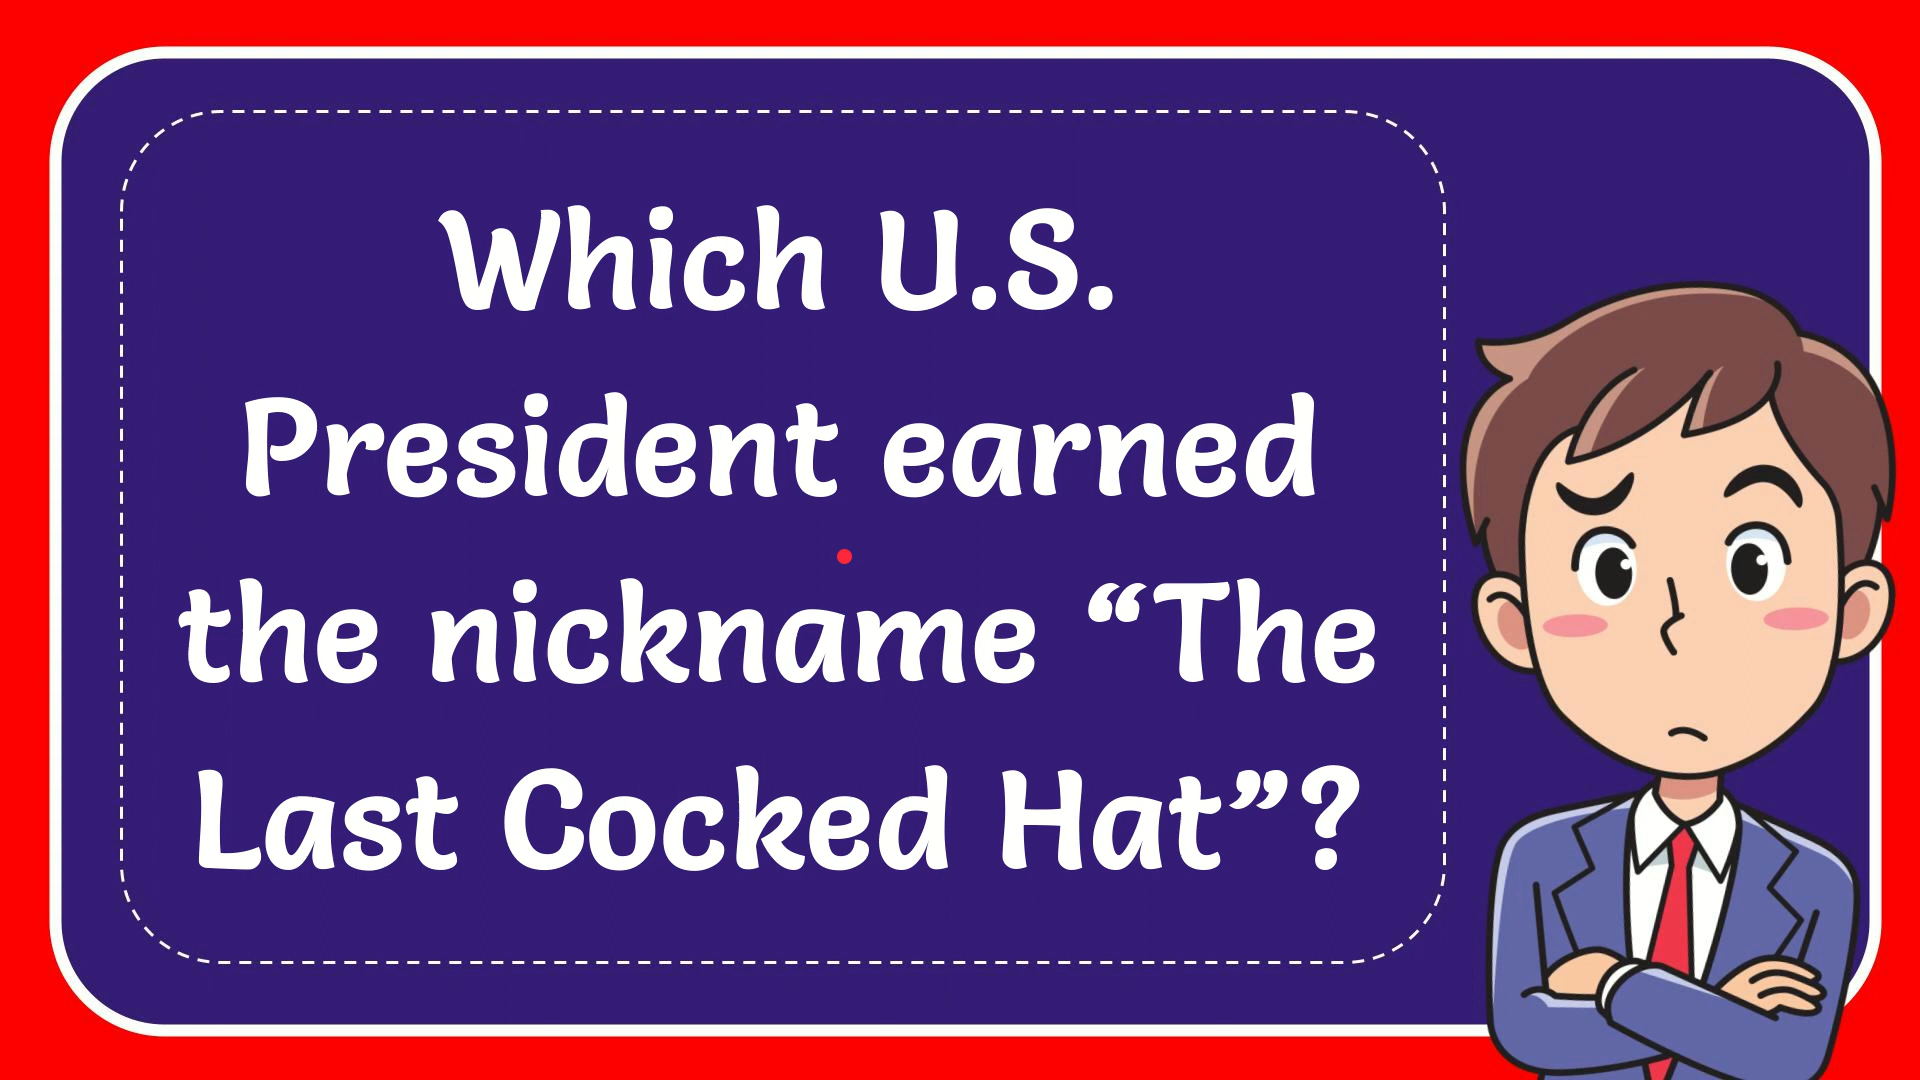 Which U.S.
President earned
the nickname “The
Last Cocked Hat”?